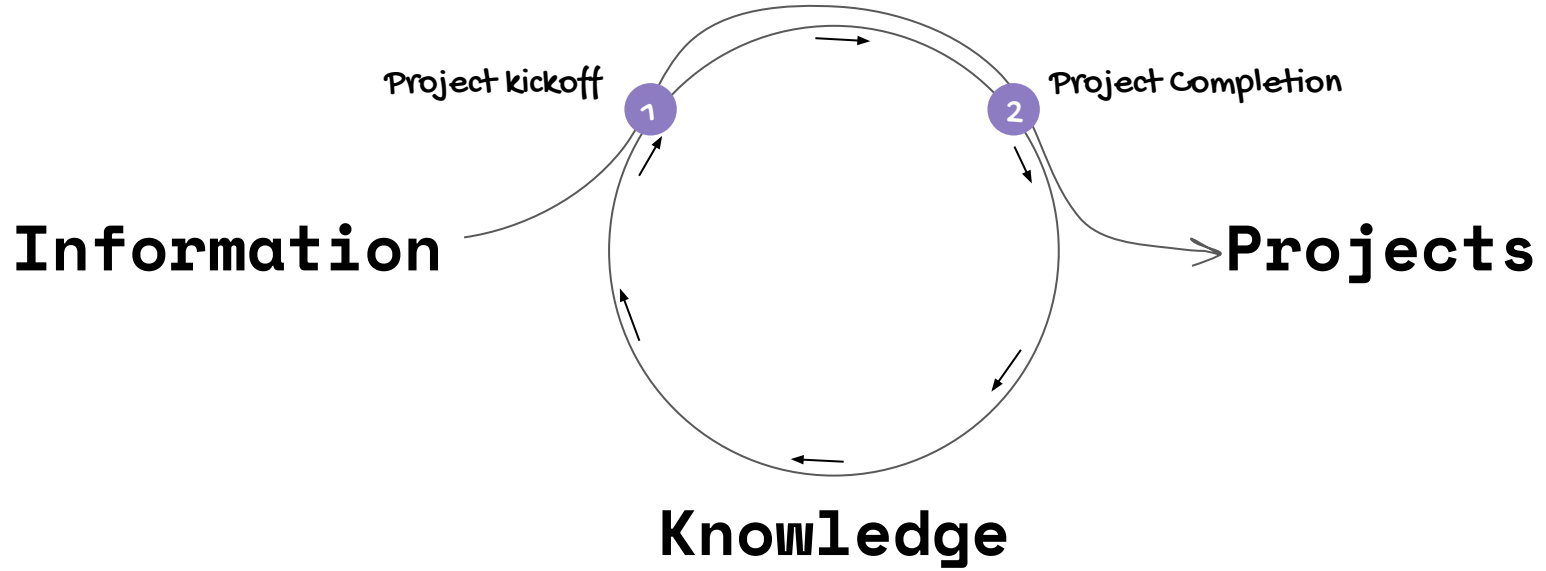 Project kickoff
1
2
Project Completion
Information
Projects
Knowledge